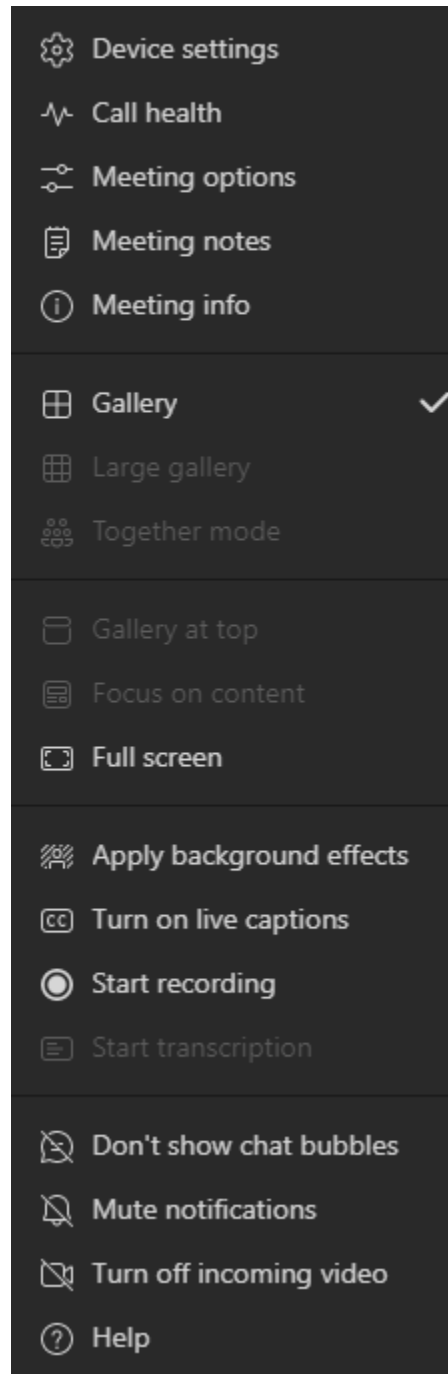 Device settings
Call health
Meeting options
Meeting notes
Meeting info
Gallery
Large gallery
Together mode
Gallery at top
Focus on content
Full screen
Apply background effects
CC Turn on live captions
Start recording
Start transcription
Don't show chat bubbles
Mute notifications
Turn off incoming video
Help